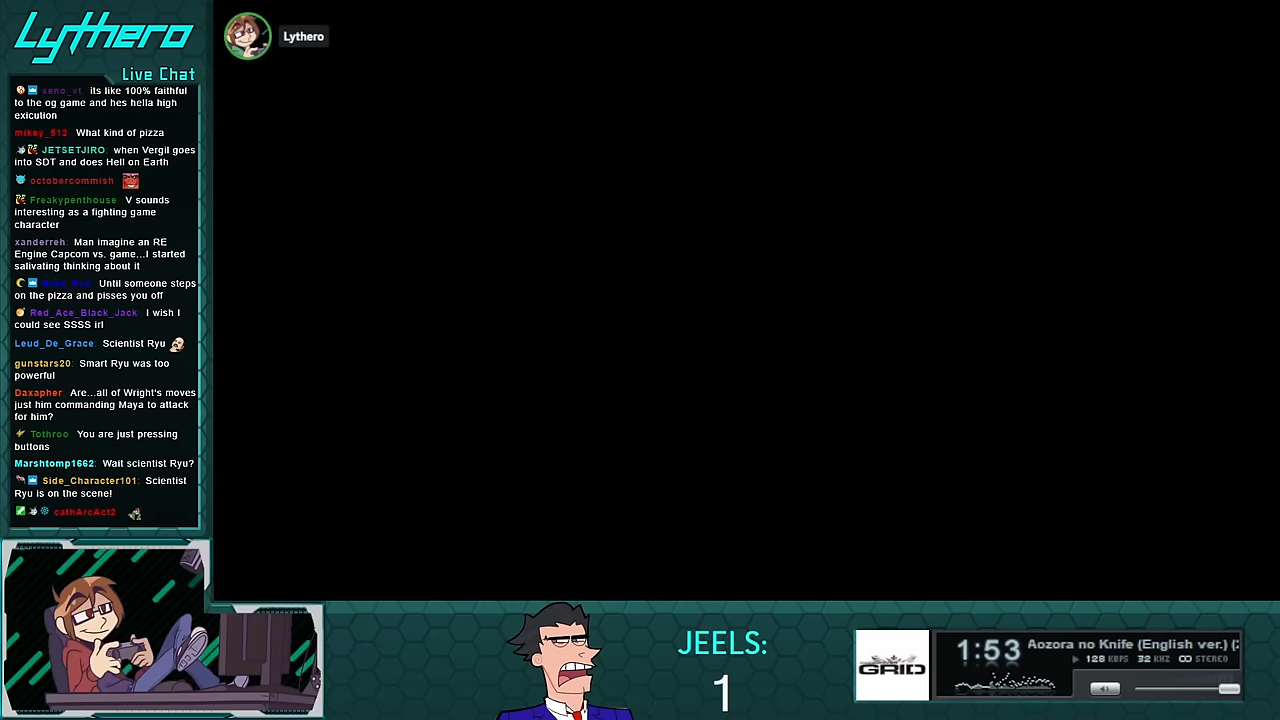 Lythero
Live Chat
xeno_vt: its like 100% faithful
to the og game and hes hella high
exicution
mikey_512 What kind of pizza
JETSETJIRO: when Vergil goes
into SDT and does Hell on Earth
octobercommish
Freakypenthouse V sounds
interesting as a fighting game
character
xanderreh: Man imagine an RE
Engine Capcom vs. game...I started
salivating thinking about it
Until someone steps
on the pizza and pisses you off
Red_Ace_Black_Jack I wish I
could see SSSS irl
Leud_De_Grace: Scientist Ryu
gunstars20: Smart Ryu was too
powerful
Daxapher Are...all of Wright's moves
just him commanding Maya to attack
for him?
Tothroo You are just pressing
buttons
Marshtomp1662: Wait scientist Ryu?
Side_Character101: Scientist
Ryu is on the scene!
cathArcAct2
Lythero
JEELS:
1
GRID
1:53 Aozora no Knife (English ver.) (
128 KBPS 32 KHZ STEREO